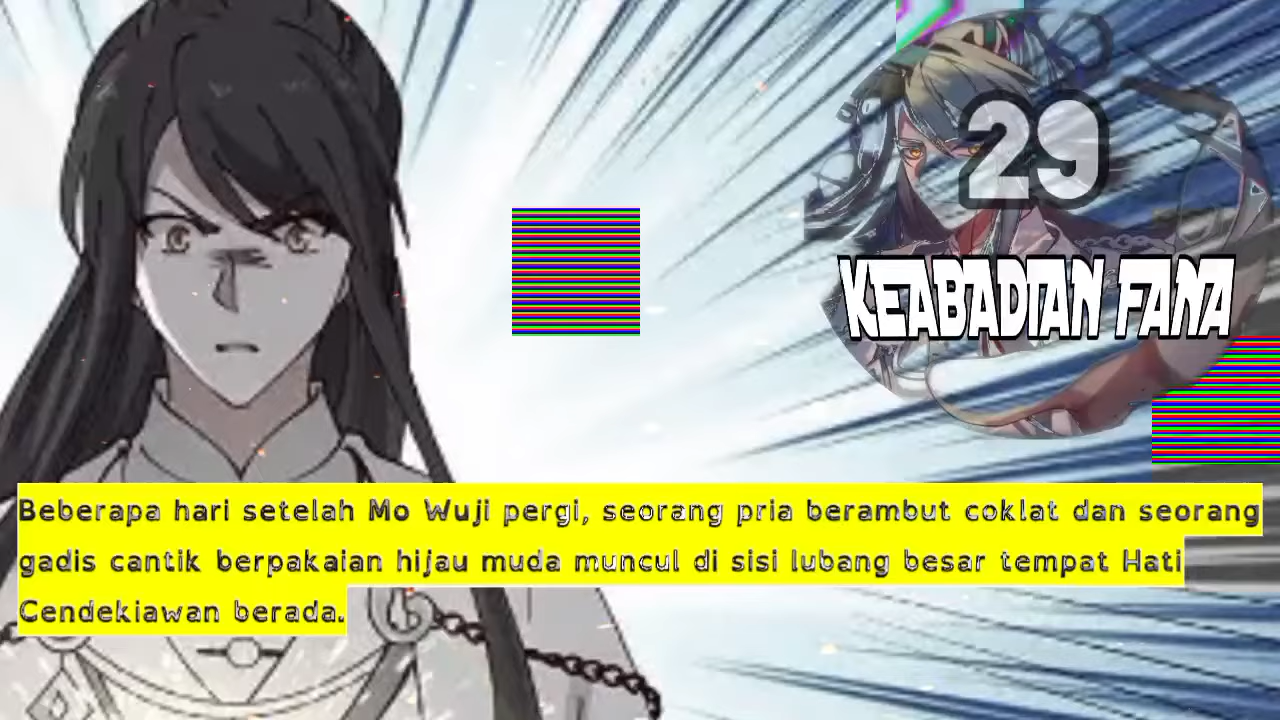 29
KEABADIAN FANA
Beberapa hari setelah Mo Wuji pergi, seorang pria berambut coklat dan seorang
gadis cantik berpakaian hijau muda muncul di sisi lubang besar tempat Hati
Cendekiawan berada.